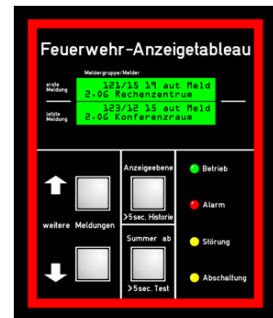 Feuerwehr-Anzeigetableau
Meldergruppe/Melder
erste
Meldung
121/15 19 aut Meld
2.OG Rechenzentrum
letzte
Meldung
123/12 15 aut Meld
2.OG Konferenzraum
weitere Meldungen
Anzeigeebene
>5sec. Historie
Summer ab
>5sec. Test
Betrieb
Alarm
Störung
Abschaltung